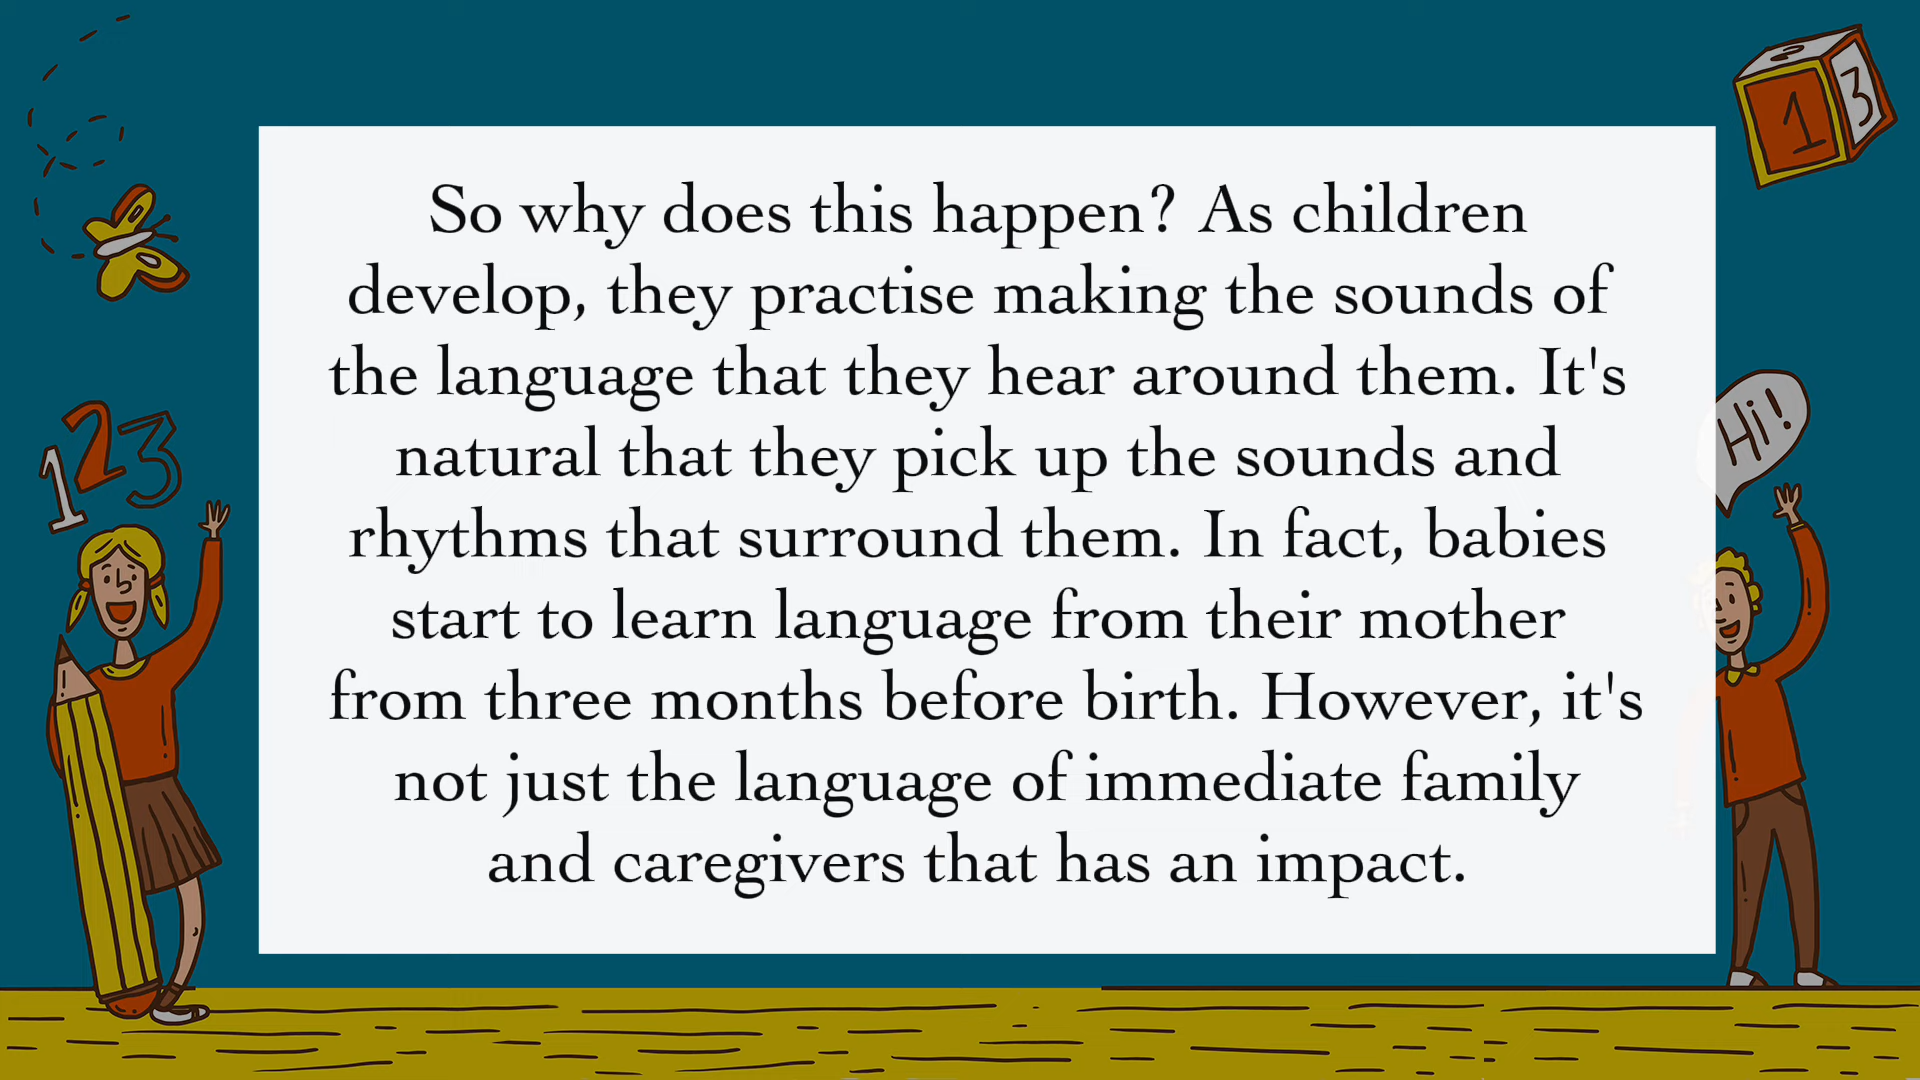 So why does this happen? As children
develop, they practise making the sounds of
the language that they hear around them. It's
natural that they pick up the sounds and
rhythms that surround them. In fact, babies
start to learn language from their mother
from three months before birth. However, it's
not just the language of immediate family
and caregivers that has an impact.
1 3
123
Hi!